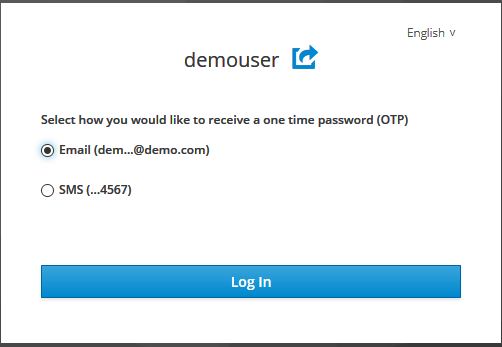 English v
demouser
Select how you would like to receive a one time password (OTP)
Email (dem...@demo.com)
SMS (...4567)
Log In